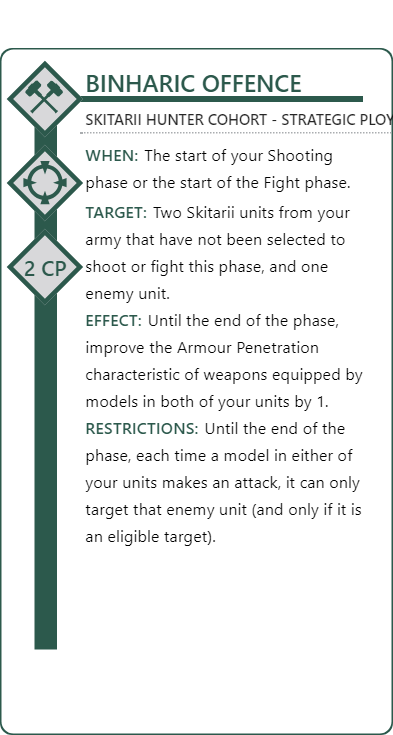 BINHARIC OFFENCE
SKITARII HUNTER COHORT - STRATEGIC PLOY
WHEN: The start of your Shooting
phase or the start of the Fight phase.
TARGET: Two Skitarii units from your
army that have not been selected to
2 CP
shoot or fight this phase, and one
enemy unit.
EFFECT: Until the end of the phase,
improve the Armour Penetration
characteristic of weapons equipped by
models in both of your units by 1.
RESTRICTIONS: Until the end of the
phase, each time a model in either of
your units makes an attack, it can only
target that enemy unit (and only if it is
an eligible target).